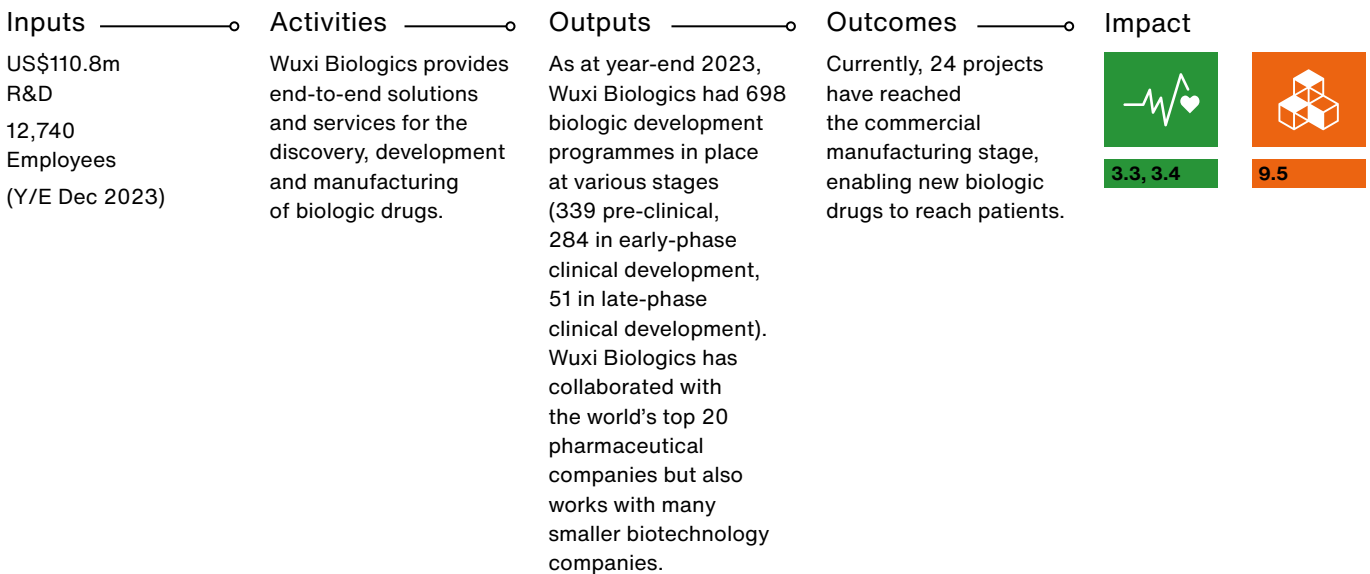 Inputs
US$110.8m
R&D
12,740
Employees
(Y/E Dec 2023)
Activities
Wuxi Biologics provides
end-to-end solutions
and services for the
discovery, development
and manufacturing
of biologic drugs.
Outputs
As at year-end 2023,
Wuxi Biologics had 698
biologic development
programmes in place
at various stages
(339 pre-clinical,
284 in early-phase
clinical development,
51 in late-phase
clinical development).
Wuxi Biologics has
collaborated with
the world’s top 20
pharmaceutical
companies but also
works with many
smaller biotechnology
companies.
Outcomes
Currently, 24 projects
have reached
the commercial
manufacturing stage,
enabling new biologic
drugs to reach patients.
Impact
3.3, 3.4
9.5